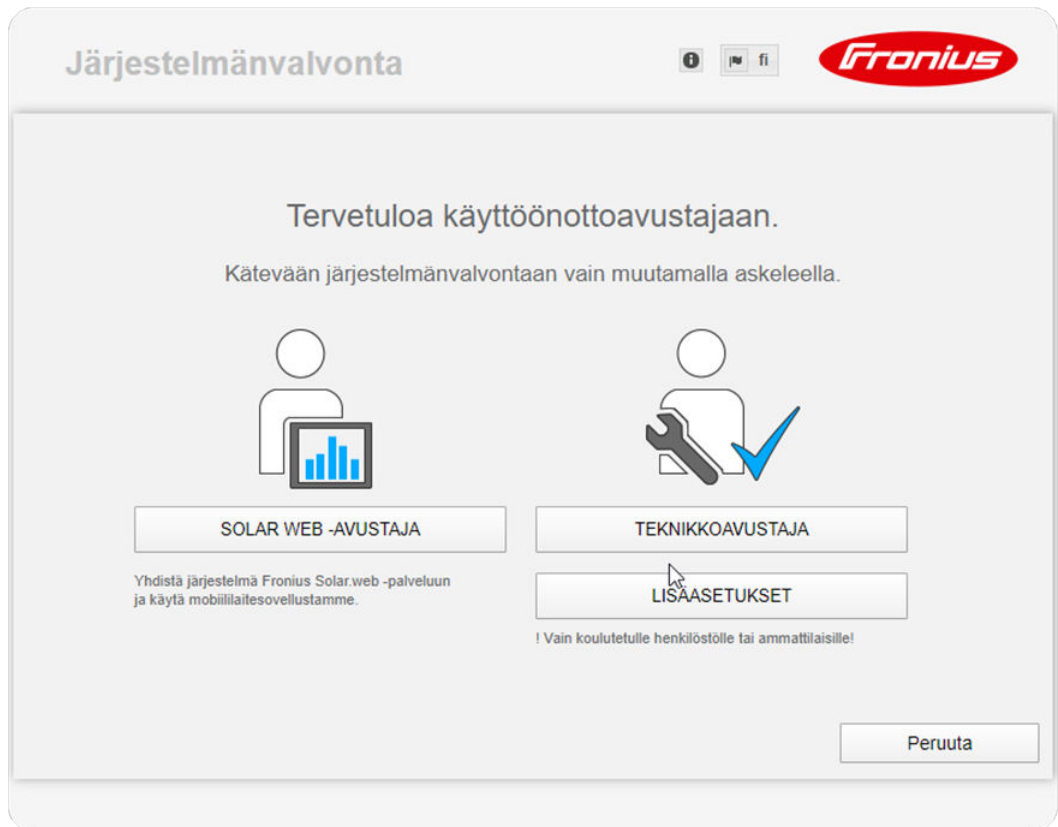 Järjestelmänvalvonta
fi
Fronius
Tervetuloa käyttöönottoavustajaan.
Kätevään järjestelmänvalvontaan vain muutamalla askeleella.
SOLAR WEB -AVUSTAJA
Yhdistä järjestelmä Fronius Solar.web -palveluun
ja käytä mobiililaitesovellustamme.
TEKNIKKOAVUSTAJA
LISÄASETUKSET
! Vain koulutetulle henkilöstölle tai ammattilaisille!
Peruuta